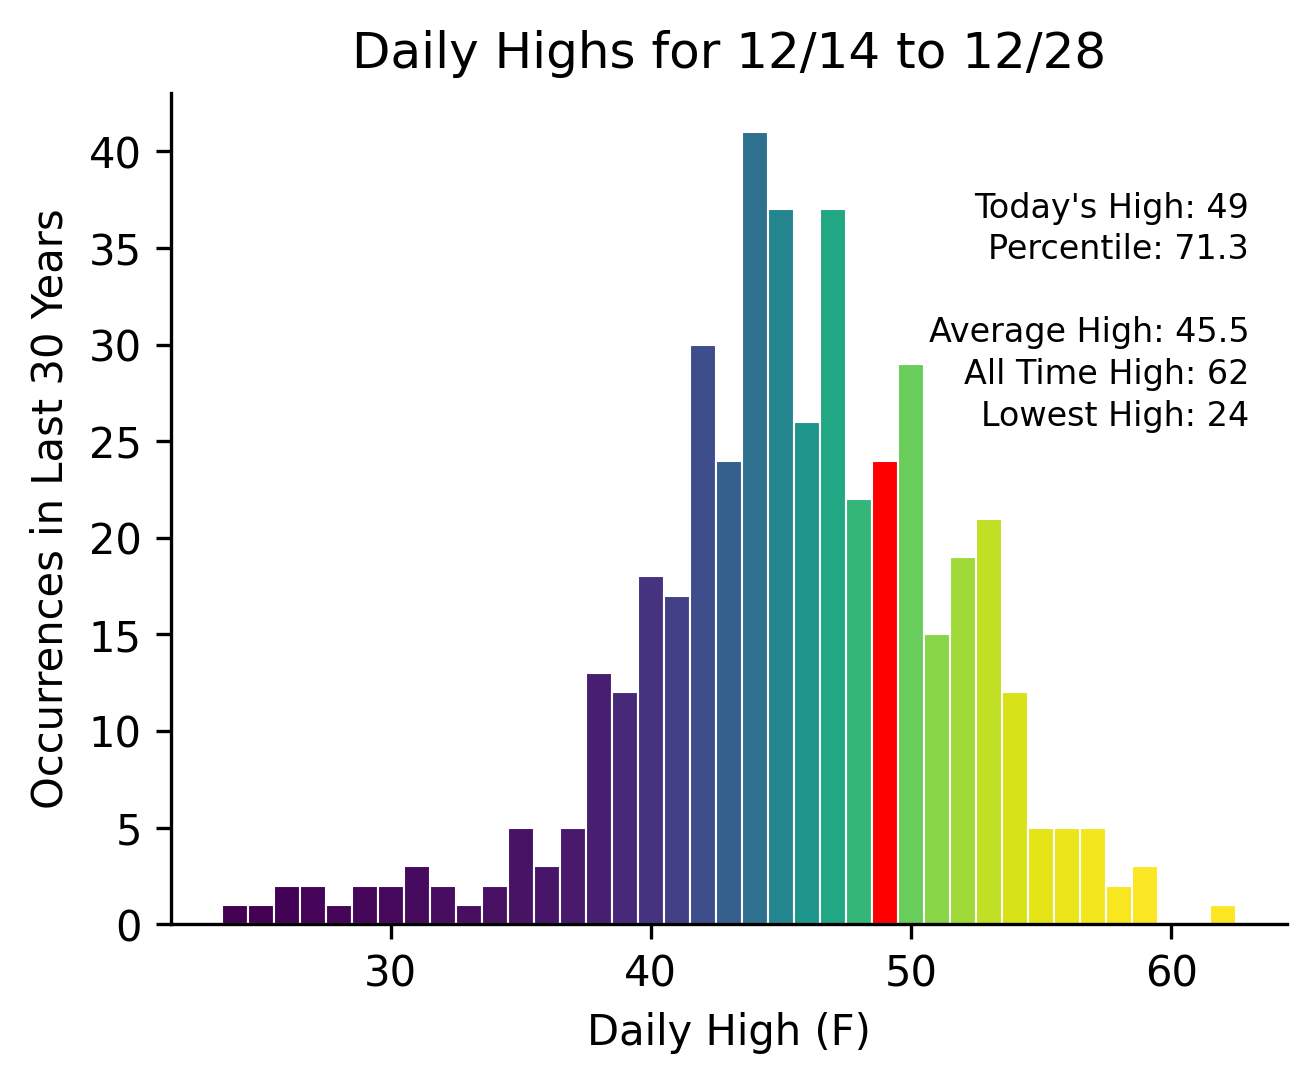 Daily Highs for 12/14 to 12/28
Occurrences in Last 30 Years
40
35
30
25
20
15
10
5
0
Today's High: 49
Percentile: 71.3
Average High: 45.5
All Time High: 62
Lowest High: 24
30 40 50 60
Daily High (F)